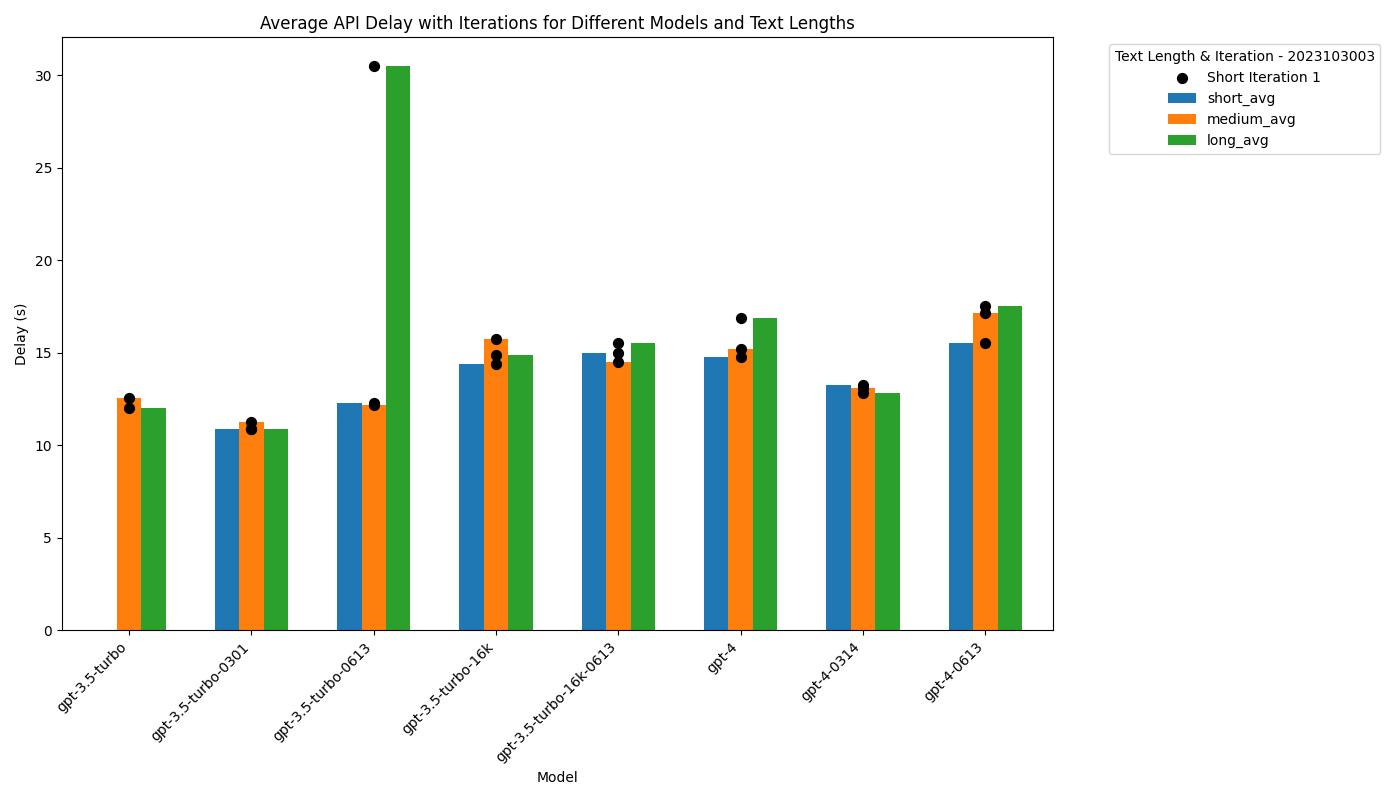 Average API Delay with Iterations for Different Models and Text Lengths
Text Length & Iteration - 2023103003
Short Iteration 1
short_avg
medium_avg
long_avg
Delay (s)
30
25
20
15
10
5
0
gpt-3.5-turbo
gpt-3.5-turbo-0301
gpt-3.5-turbo-0613
gpt-3.5-turbo-16k
gpt-3.5-turbo-16k-0613
gpt-4
gpt-4-0314
gpt-4-0613
Model